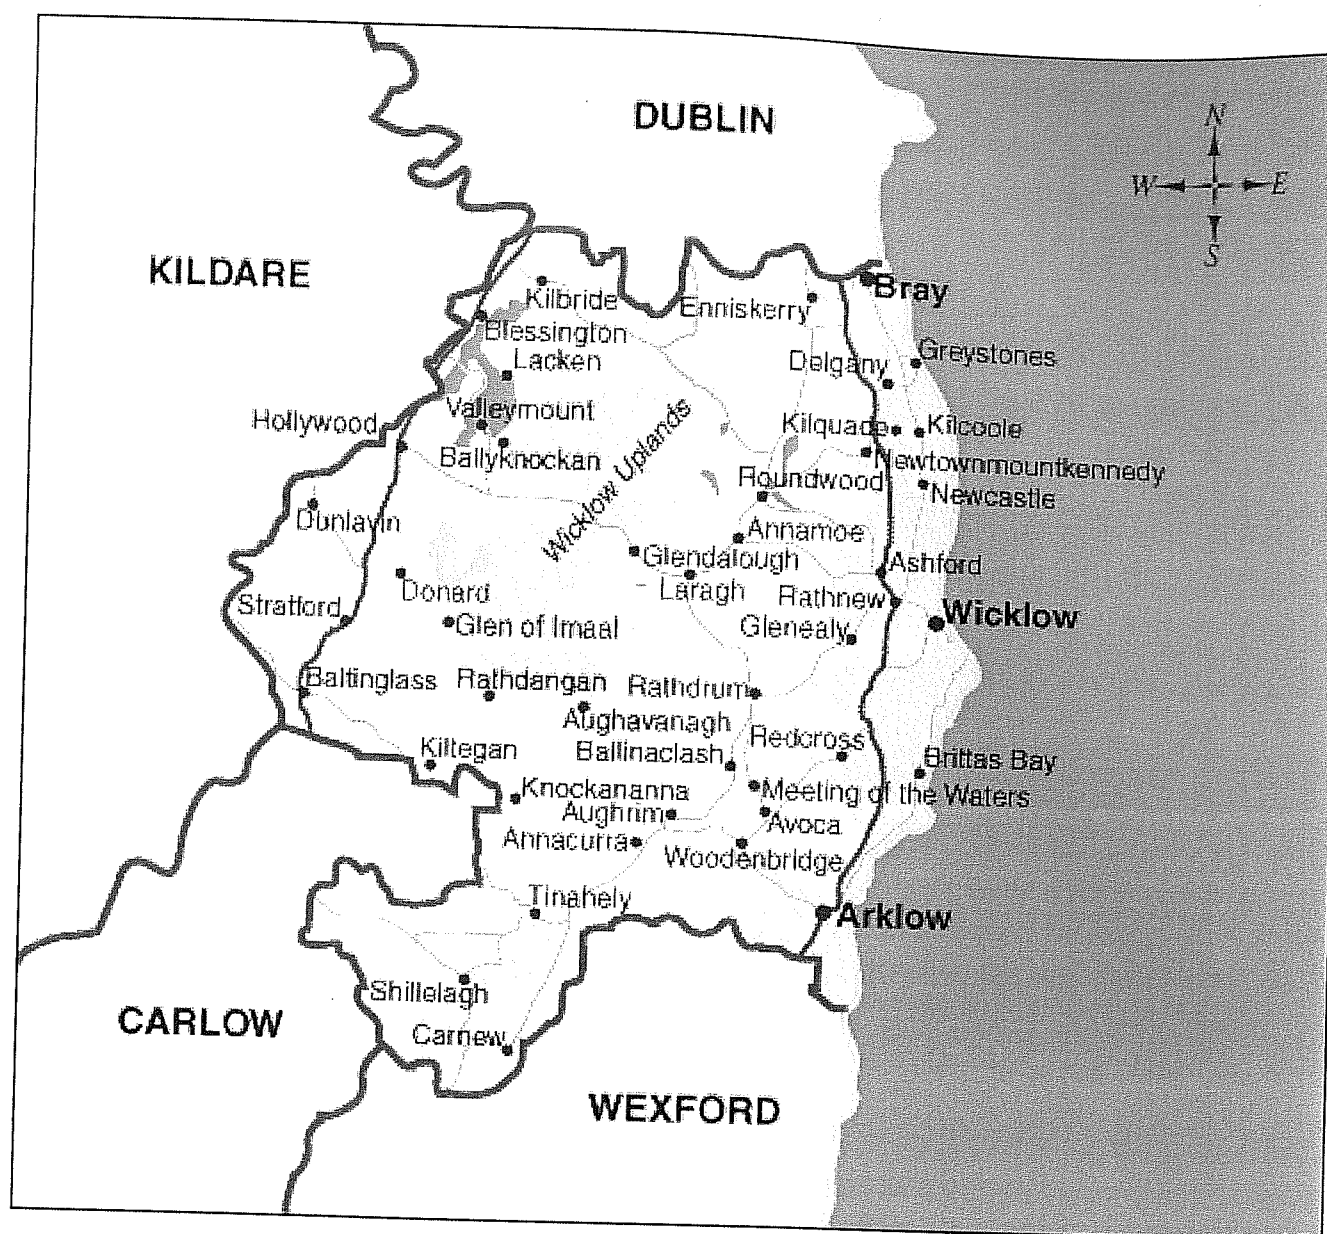 DUBLIN
N
W
E
S
KILDARE
Bray
Kilbride
Enniskerry
Blessington
Greystones
Lacken
Delgany
Valleymount
Hollywood
Kilquade
Kilcoole
Ballyknockan
Newtownmountkennedy
Wicklow Uplands
Roundwood
Newcastle
Dunlavin
Annamoe
Glendalough
Ashford
Donard
Laragh
Rathnew
Stratford
Wicklow
Glen of Imaal
Glenealy
Baltinglass
Rathdangan
Rathdrum
Aughavanagh
Redcross
Kiltegan
Ballinaclash
Brittas Bay
Knockananna
Meeting of the Waters
Aughrim
Avoca
Annacurra
Woodenbridge
Tinahely
Arklow
Shillelagh
CARLOW
Carnew
WEXFORD